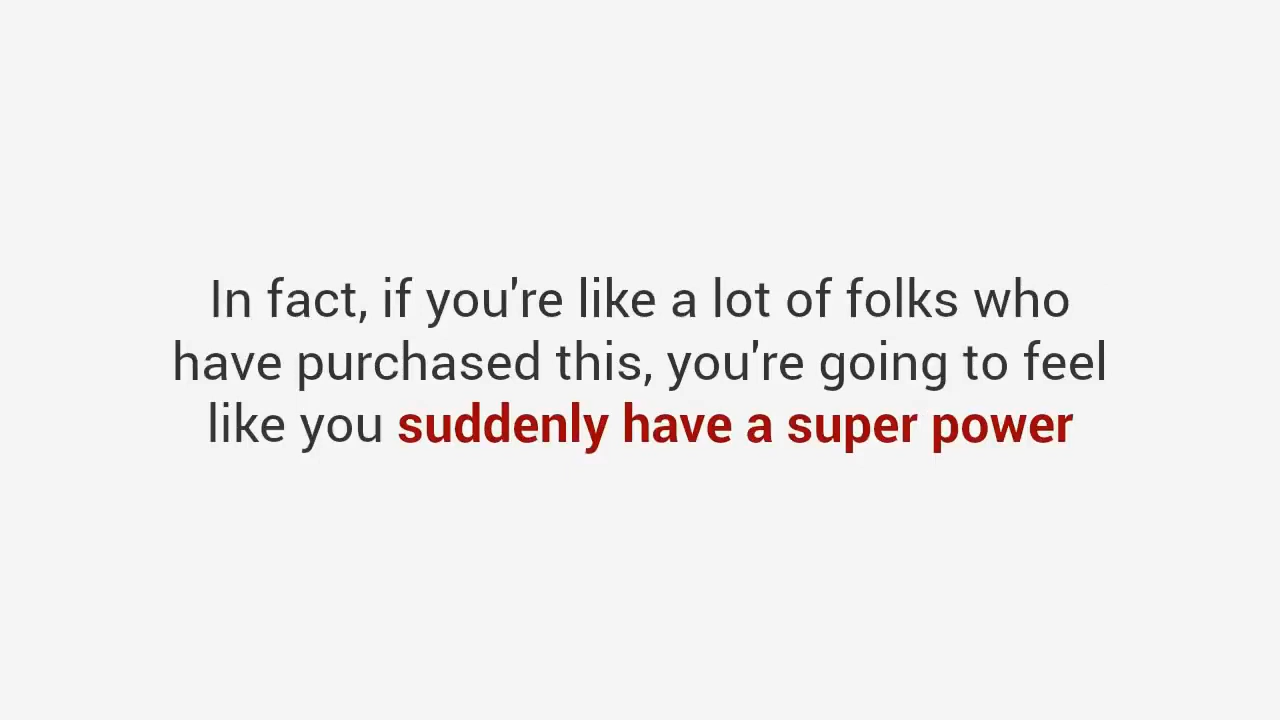 In fact, if you're like a lot of folks who
have purchased this, you're going to feel
like you suddenly have a super power